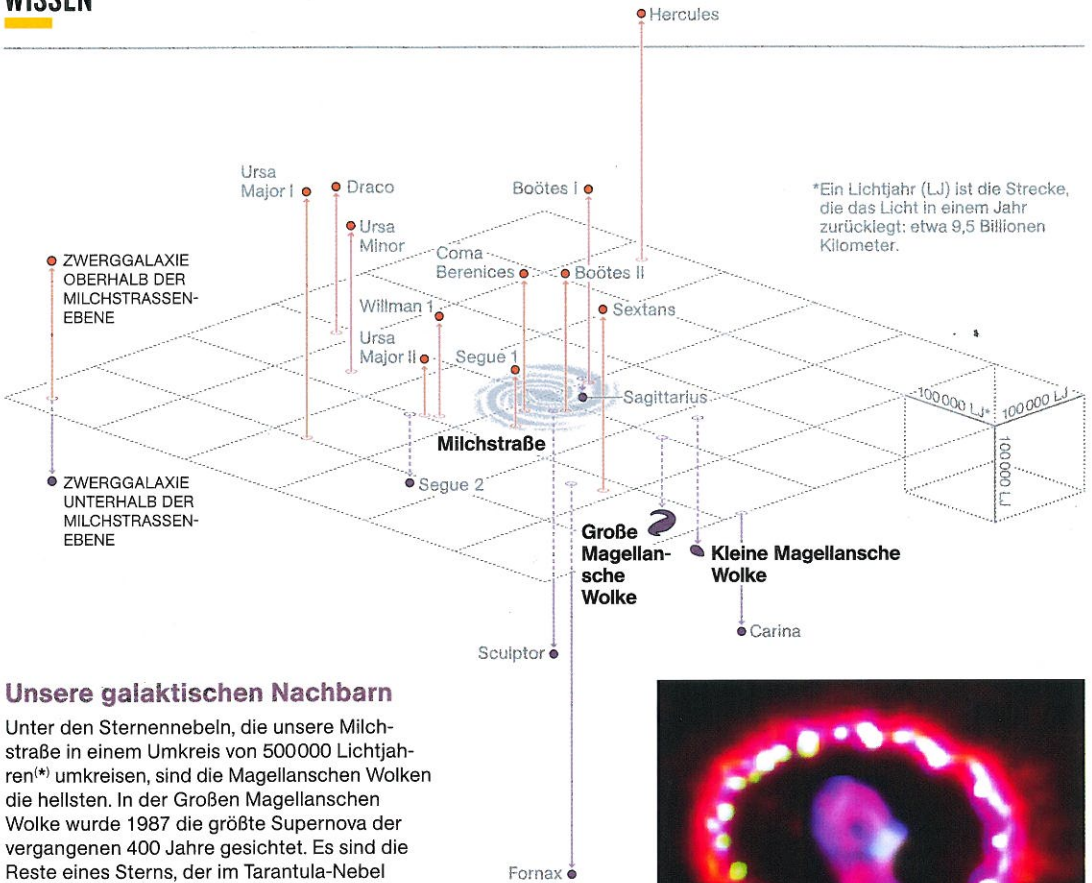 WISSEN
Hercules
Ursa
Major I
Draco
Boötes I
*Ein Lichtjahr (LJ) ist die Strecke,
die das Licht in einem Jahr
zurücklegt: etwa 9,5 Billionen
Kilometer.
Ursa
Minor
Coma
Berenices
Boötes II
ZWERGGALAXIE
OBERHALB DER
MILCHSTRASSEN-
EBENE
Willman 1
Sextans
Ursa
Major II
Segue 1
Sagittarius
100000 LJ*
100000 LJ
100000 LJ
Milchstraße
ZWERGGALAXIE
UNTERHALB DER
MILCHSTRASSEN-
EBENE
Segue 2
Große
Magellan-
sche
Wolke
Kleine Magellansche
Wolke
Carina
Sculptor
Unsere galaktischen Nachbarn
Unter den Sternennebeln, die unsere Milch-
straße in einem Umkreis von 500000 Lichtjah-
ren(*) umkreisen, sind die Magellanschen Wolken
die hellsten. In der Großen Magellanschen
Wolke wurde 1987 die größte Supernova der
vergangenen 400 Jahre gesichtet. Es sind die
Reste eines Sterns, der im Tarantula-Nebel
Fornax